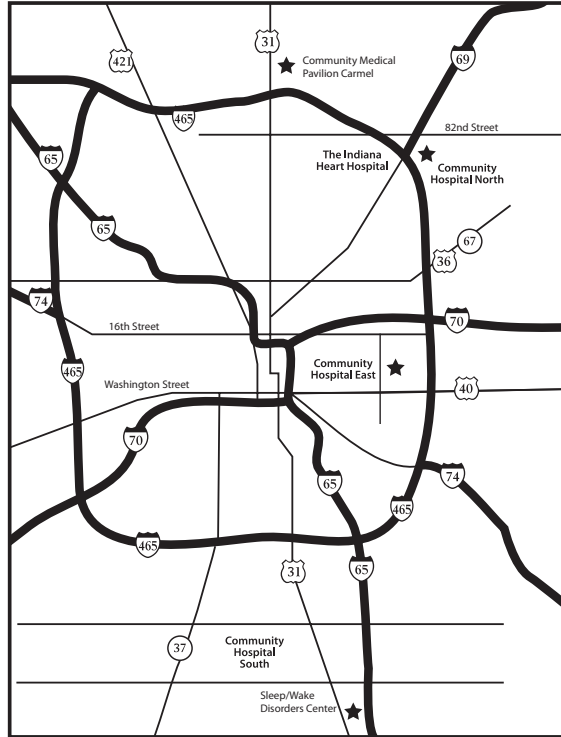 31
69
421
Community Medical
Pavilion Carmel
465
82nd Street
65
The Indiana
Heart Hospital
Community
Hospital North
65
67
36
74
16th Street
70
465
Community
Hospital East
Washington Street
40
70
65
74
465
465
65
31
37
Community
Hospital
South
Sleep/Wake
Disorders Center